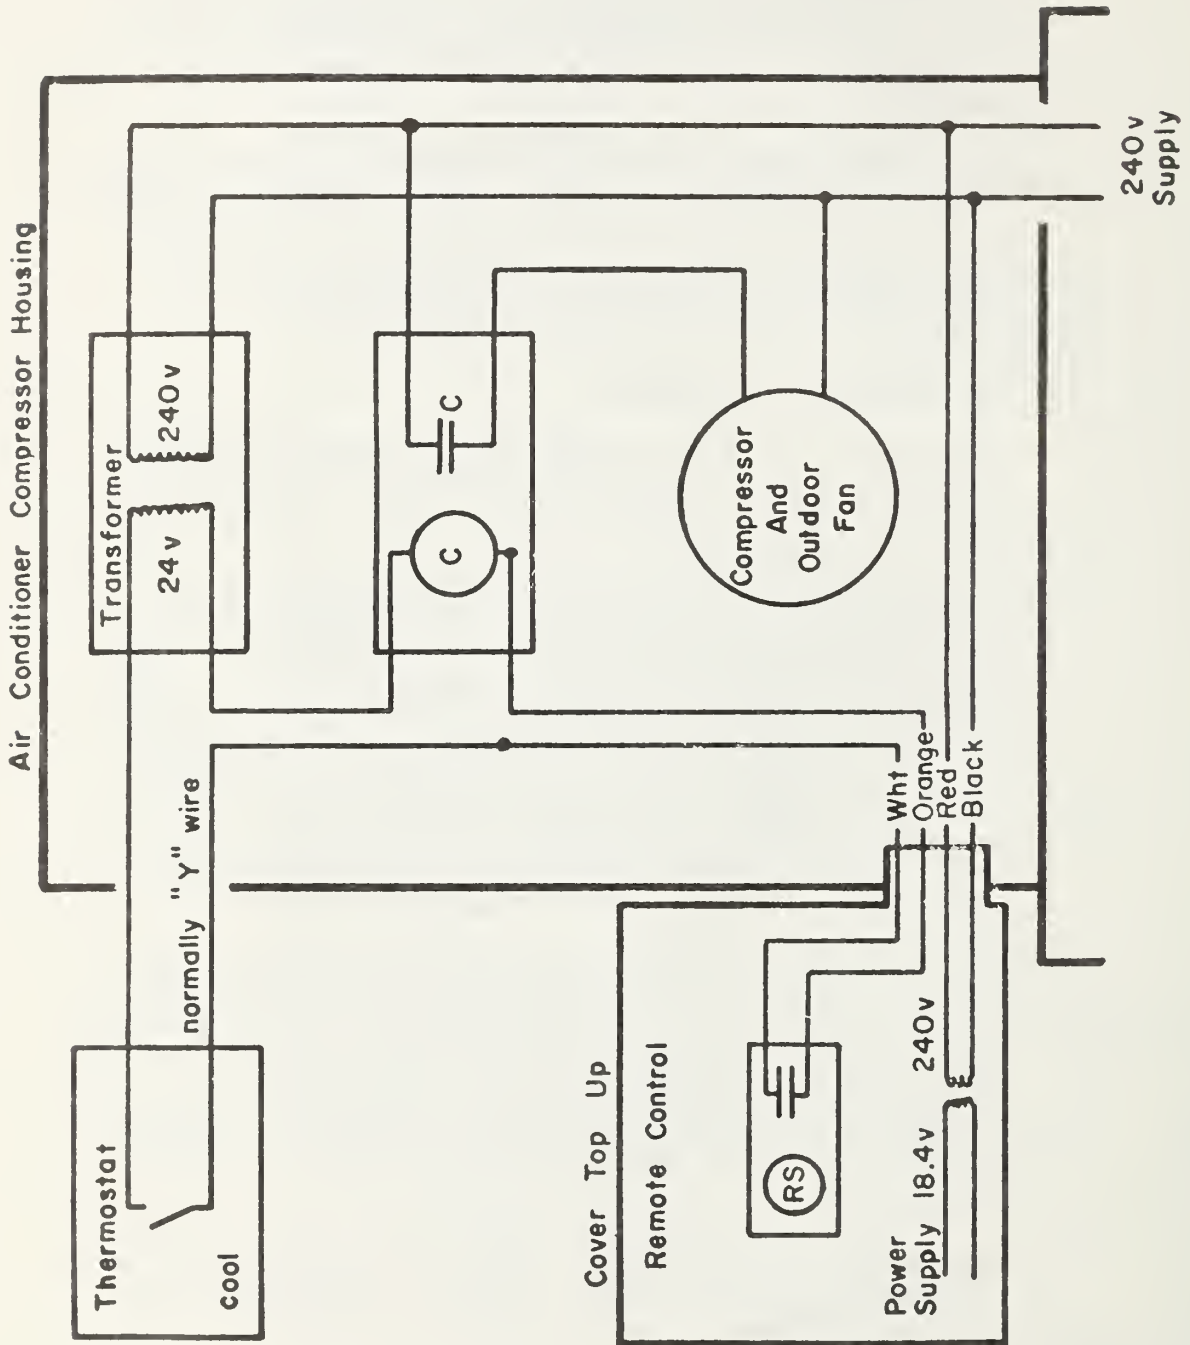 Air Conditioner Compressor Housing
Transformer
24v
240v
C
C
Compressor
And
Outdoor
Fan
240v
Supply
Thermostat
cool
normally "Y" wire
Wht
Orange
Red
Black
Cover Top Up
Remote Control
RS
Power
Supply 18.4v
240v